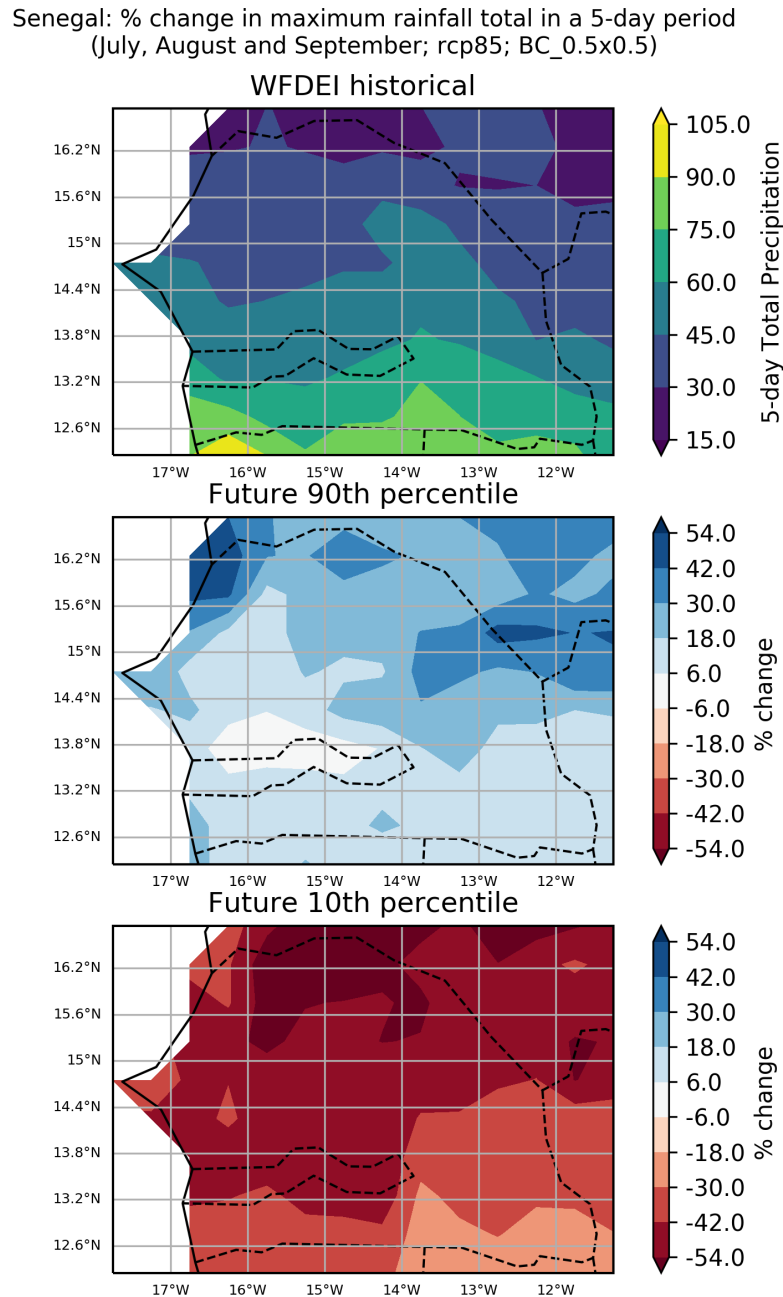 Senegal: % change in maximum rainfall total in a 5-day period
(July, August and September; rcp85; BC_0.5x0.5)
WFDEI historical
16.2°N
15.6°N
15°N
14.4°N
13.8°N
13.2°N
12.6°N
17°W 16°W 15°W 14°W 13°W 12°W
105.0
90.0
75.0
60.0
45.0
30.0
15.0
5-day Total Precipitation
Future 90th percentile
16.2°N
15.6°N
15°N
14.4°N
13.8°N
13.2°N
12.6°N
17°W 16°W 15°W 14°W 13°W 12°W
54.0
42.0
30.0
18.0
6.0
-6.0
-18.0
-30.0
-42.0
-54.0
% change
Future 10th percentile
16.2°N
15.6°N
15°N
14.4°N
13.8°N
13.2°N
12.6°N
17°W 16°W 15°W 14°W 13°W 12°W
54.0
42.0
30.0
18.0
6.0
-6.0
-18.0
-30.0
-42.0
-54.0
% change